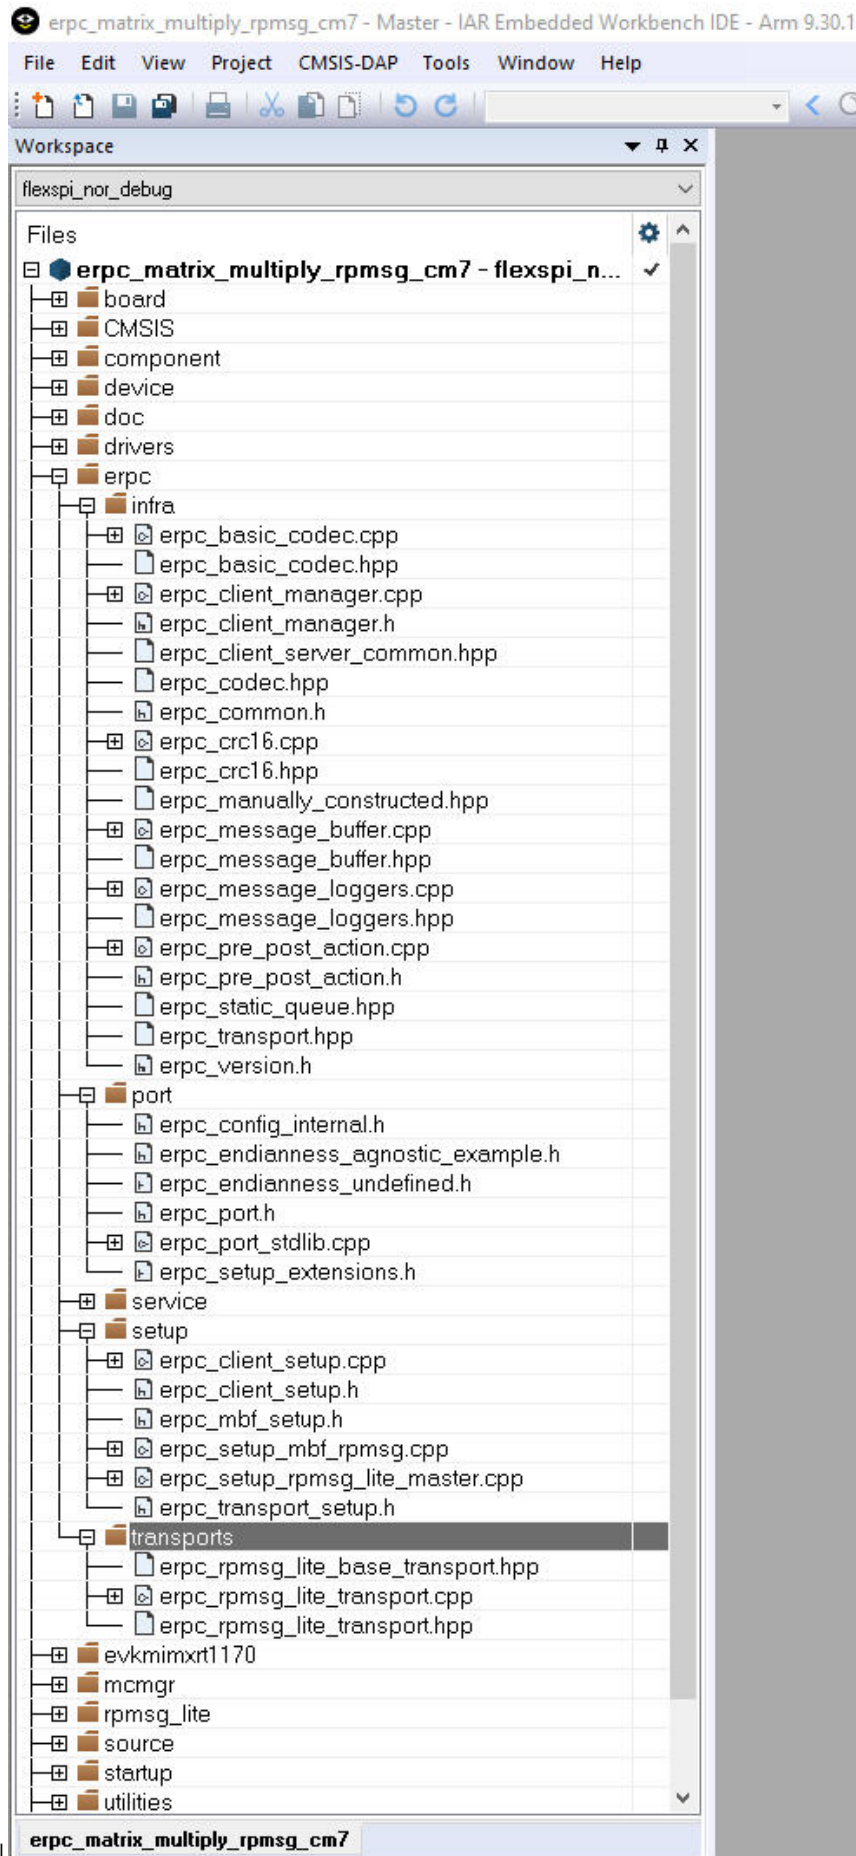 erpc_matrix_multiply_rpmsg_cm7 - Master - IAR Embedded Workbench IDE - Arm 9.30.1
File Edit View Project CMSIS-DAP Tools Window Help
Workspace
flexspi_nor_debug
Files
erpc_matrix_multiply_rpmsg_cm7 - flexspi_n...
board
CMSIS
component
device
doc
drivers
erpc
infra
erpc_basic_codec.cpp
erpc_basic_codec.hpp
erpc_client_manager.cpp
erpc_client_manager.h
erpc_client_server_common.hpp
erpc_codec.hpp
erpc_common.h
erpc_crc16.cpp
erpc_crc16.hpp
erpc_manually_constructed.hpp
erpc_message_buffer.cpp
erpc_message_buffer.hpp
erpc_message_loggers.cpp
erpc_message_loggers.hpp
erpc_pre_post_action.cpp
erpc_pre_post_action.h
erpc_static_queue.hpp
erpc_transport.hpp
erpc_version.h
port
erpc_config_internal.h
erpc_endianness_agnostic_example.h
erpc_endianness_undefined.h
erpc_port.h
erpc_port_stdlib.cpp
erpc_setup_extensions.h
service
setup
erpc_client_setup.cpp
erpc_client_setup.h
erpc_mbf_setup.h
erpc_setup_mbf_rpmsg.cpp
erpc_setup_rpmsg_lite_master.cpp
erpc_transport_setup.h
transports
erpc_rpmsg_lite_base_transport.hpp
erpc_rpmsg_lite_transport.cpp
erpc_rpmsg_lite_transport.hpp
evkmimxrt1170
mcmgr
rpmsg_lite
source
startup
utilities
erpc_matrix_multiply_rpmsg_cm7